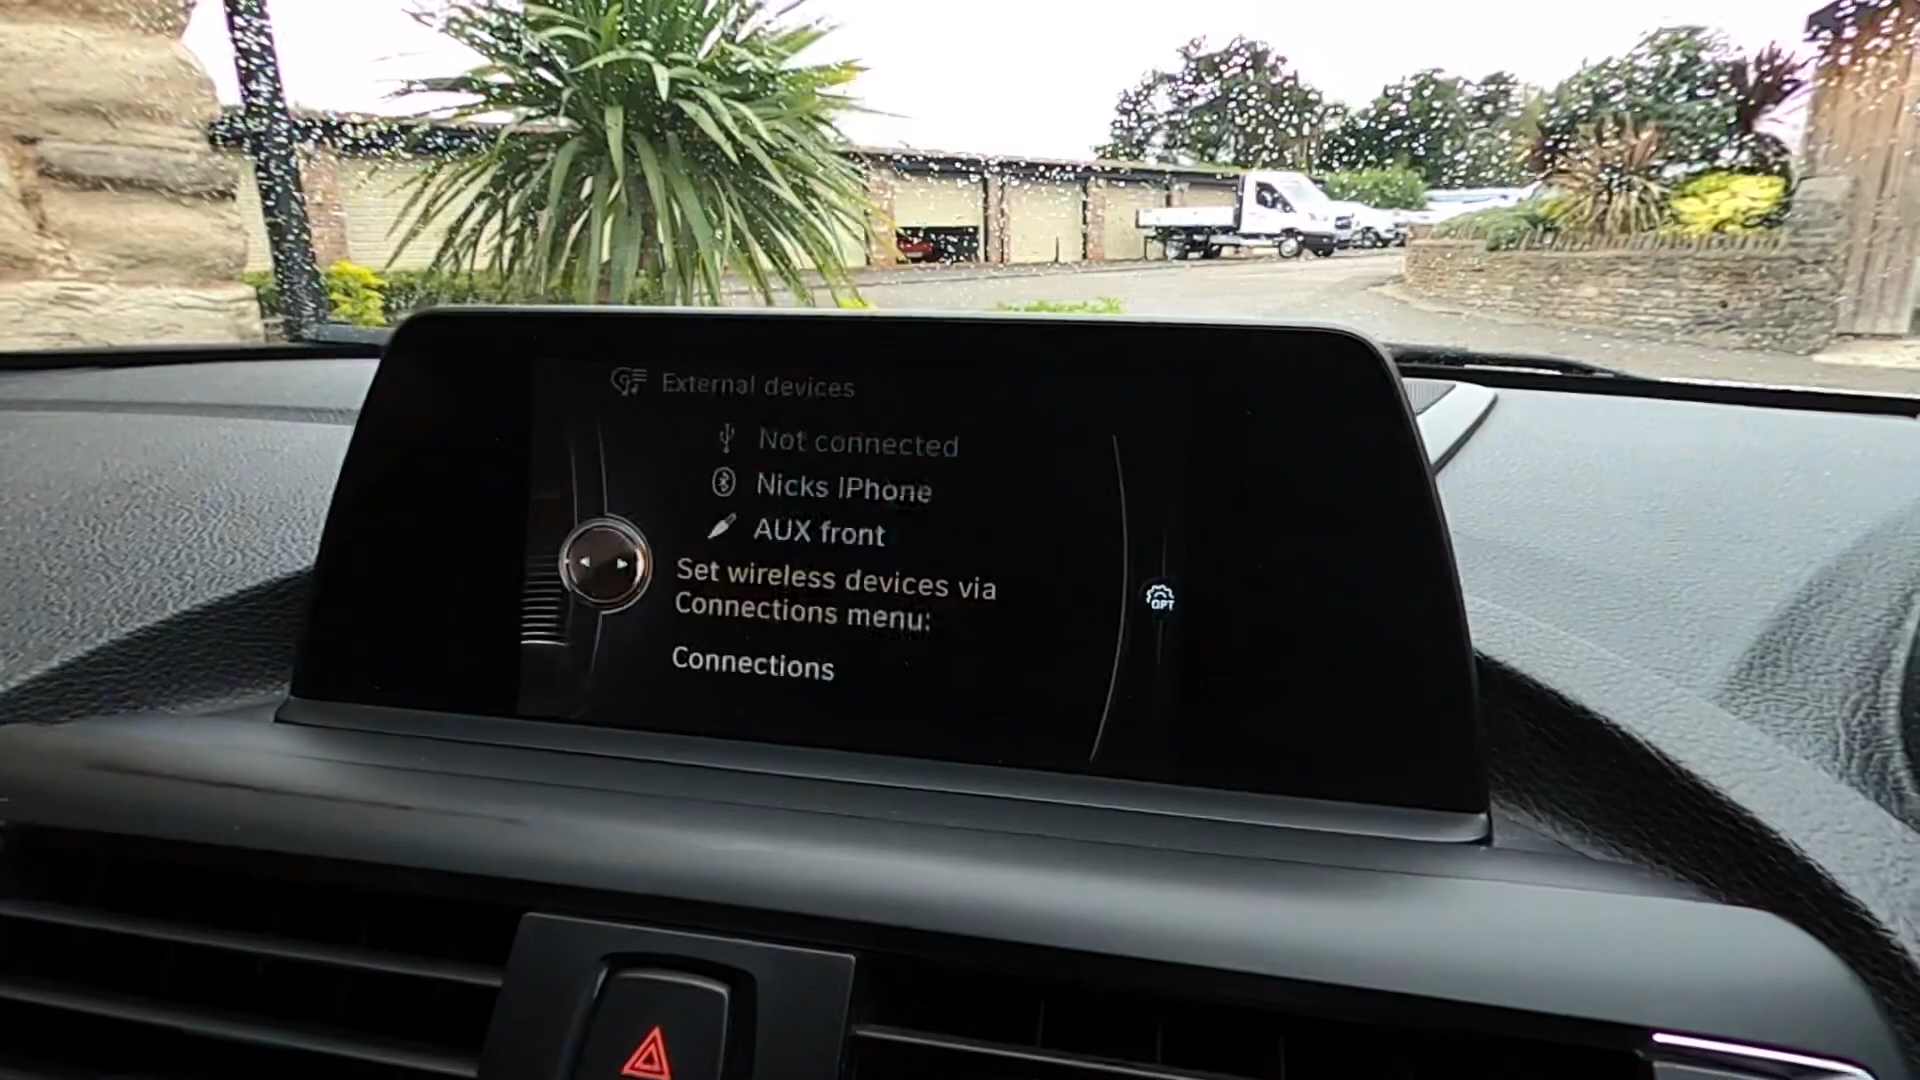 External devices
Not connected
Nicks IPhone
AUX front
Set wireless devices via
Connections menu:
Connections
OPT